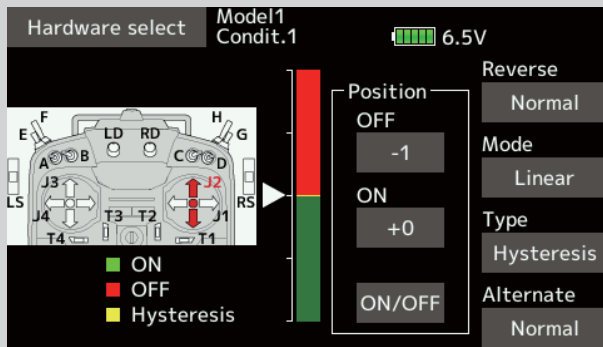 Hardware select
Model1
Condit.1
6.5V
F
H
E
G
LD
RD
A
B
C
D
J3
J2
LS
RS
J4
T3
T2
J1
T4
T1
ON
OFF
Hysteresis
Position
OFF
-1
ON
+0
ON/OFF
Reverse
Normal
Mode
Linear
Type
Hysteresis
Alternate
Normal